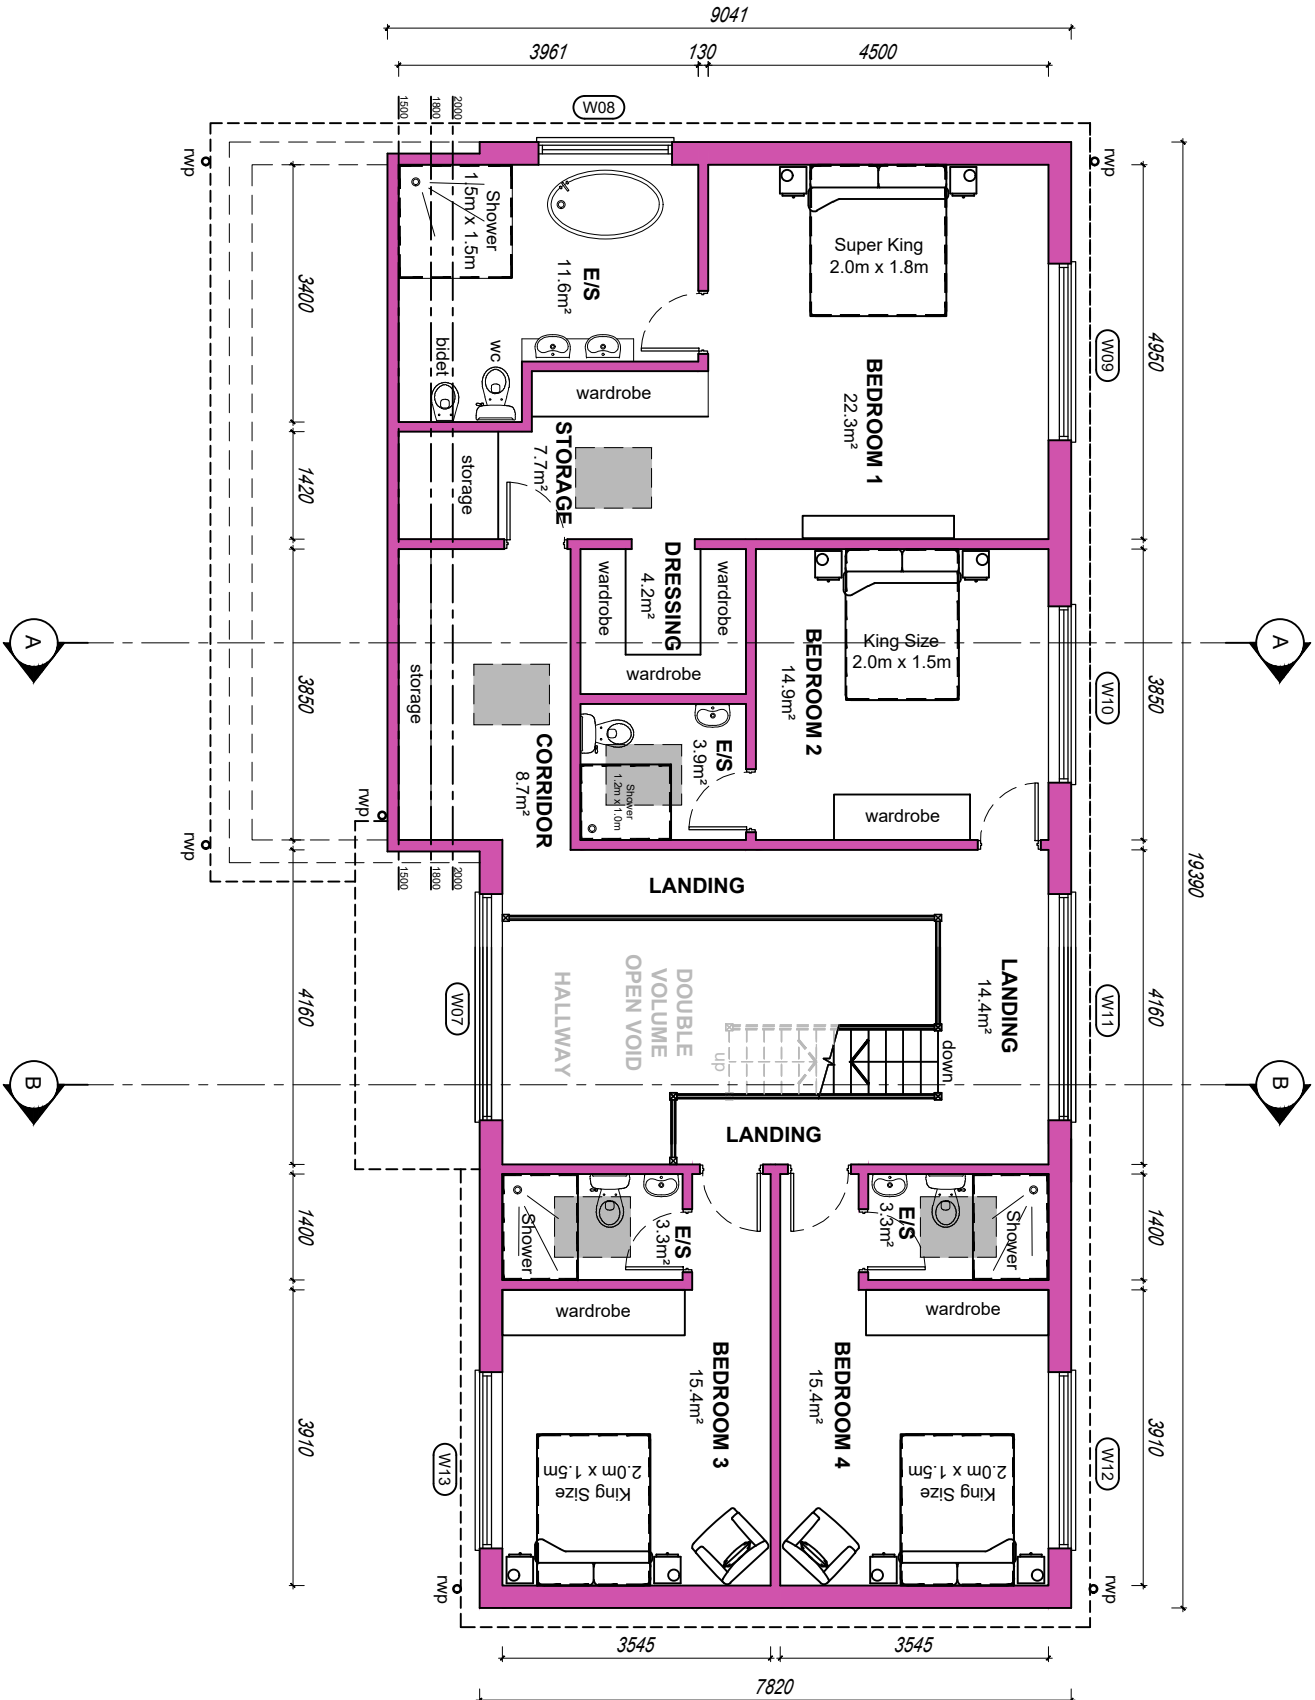 9041
3961
130
4500
1500
1800
2000
W08
rwp
rwp
Shower
1.5m x 1.5m
E/S
11.6m²
Super King
2.0m x 1.8m
3400
4950
W09
bidet
wc
wardrobe
BEDROOM 1
22.3m²
STORAGE
7.7m²
storage
1420
DRESSING
4.2m²
wardrobe
wardrobe
wardrobe
King Size
2.0m x 1.5m
BEDROOM 2
14.9m²
A
A
storage
3850
3850
W10
CORRIDOR
8.7m²
E/S
3.9m²
Shower
1.2m x 1.0m
wardrobe
rwp
rwp
1500
1800
2000
19390
LANDING
LANDING
14.4m²
DOUBLE
VOLUME
OPEN VOID
HALLWAY
W07
W11
4160
4160
up
down
B
B
LANDING
1400
1400
Shower
E/S
3.3m²
E/S
3.3m²
Shower
wardrobe
wardrobe
BEDROOM 3
15.4m²
BEDROOM 4
15.4m²
3910
3910
W13
W12
King Size
2.0m x 1.5m
King Size
2.0m x 1.5m
rwp
rwp
3545
3545
7820